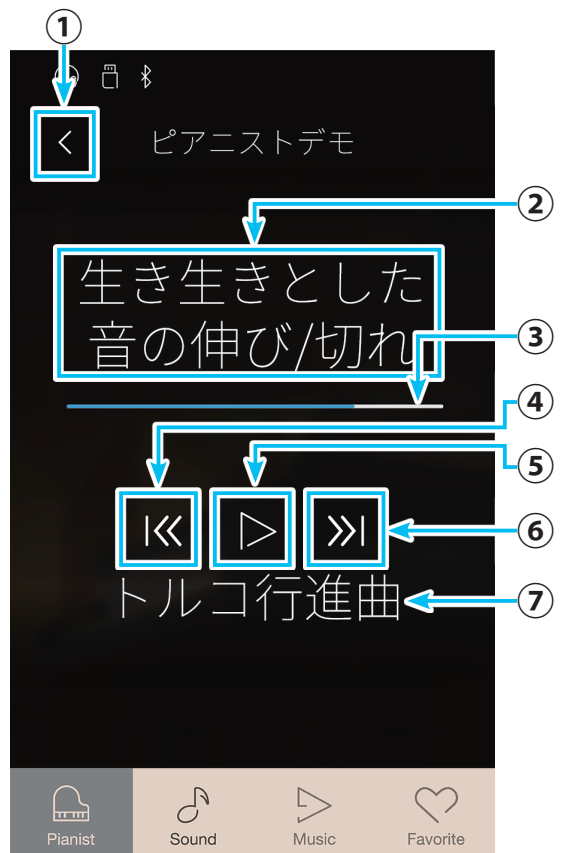 ①
ピアニストデモ
②
生き生きとした
音の伸び/切れ
③
④
⑤
⑥
トルコ行進曲
⑦
Pianist Sound Music Favorite